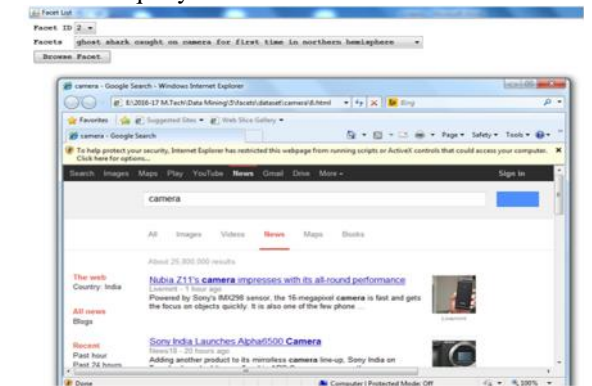 Facet List
Facet ID 2
Facets ghost shark caught on camera for first time in northern hemisphere
Browse Facet
camera - Google Search - Windows Internet Explorer
E:\2016-17 M.Tech\Data Mining\5\facets\dataset\camera\6.html Bing
Favorites Suggested Sites Web Slice Gallery
camera - Google Search Page Safety Tools
To help protect your security, Internet Explorer has restricted this webpage from running scripts or ActiveX controls that could access your computer.
Click here for options...
Search Images Maps Play YouTube News Gmail Drive More Sign in
camera
All Images Videos News Maps Books
About 25,800,000 results
The web
Country: India
All news
Blogs
Recent
Past hour
Past 24 hours
Nubia Z11's camera impresses with its all-round performance
Livemint - 1 hour ago
Powered by Sony's IMX298 sensor, the 16 megapixel camera is fast and gets
the focus on objects quickly. It is also one of the few phone ...
Livemint
Sony India Launches Alpha6500 Camera
News18 - 20 hours ago
Adding another product to its mirrorless camera line-up, Sony India on
Done Computer | Protected Mode: Off 100%